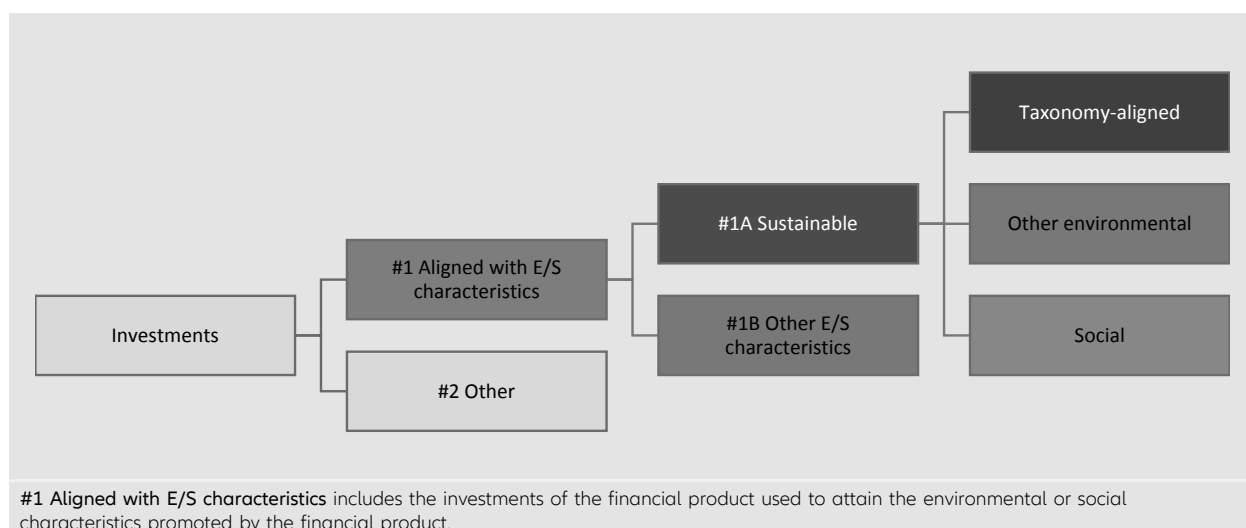 Taxonomy-aligned
#1A Sustainable
Other environmental
#1 Aligned with E/S
characteristics
Investments
#1B Other E/S
characteristics
Social
#2 Other
#1 Aligned with E/S characteristics includes the investments of the financial product used to attain the environmental or social
characteristics promoted by the financial product.